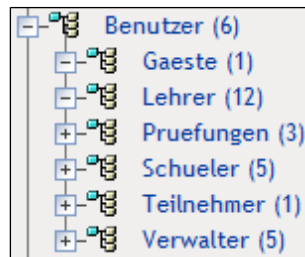 Benutzer (6)
Gaeste (1)
Lehrer (12)
Pruefungen (3)
Schueler (5)
Teilnehmer (1)
Verwalter (5)